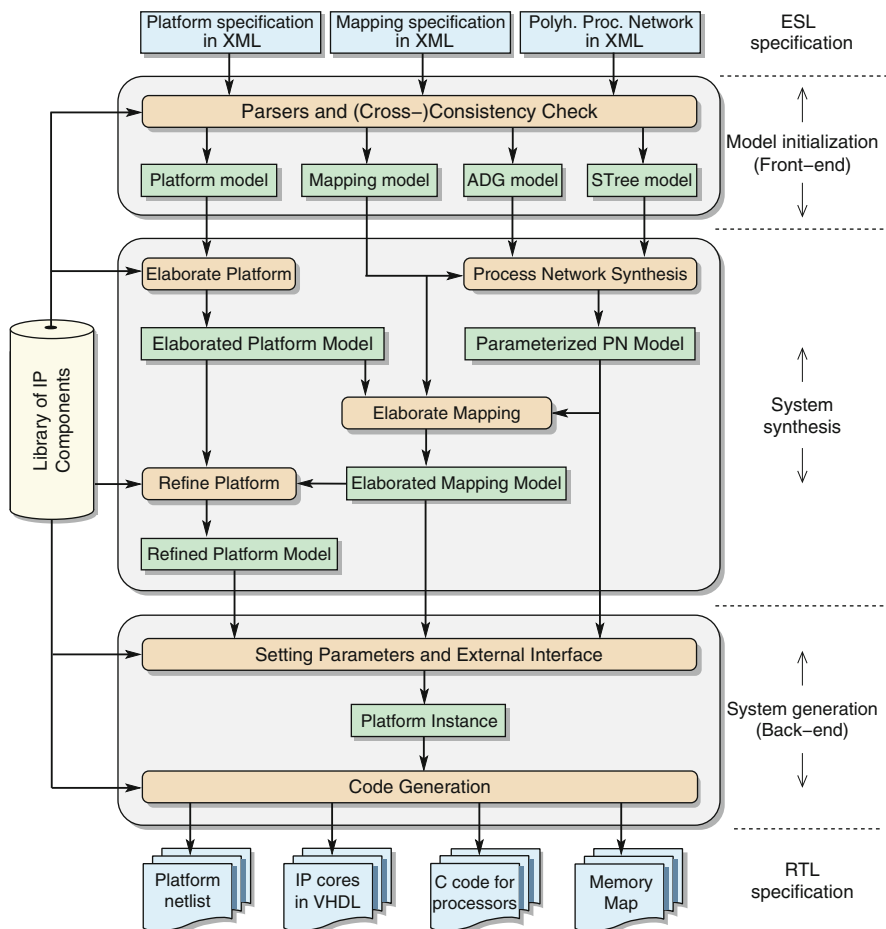 Platform specification
in XML
Mapping specification
in XML
Polyh. Proc. Network
in XML
ESL
specification
Parsers and (Cross−)Consistency Check
Platform model
Mapping model
ADG model
STree model
Model initialization
(Front−end)
Elaborate Platform
Process Network Synthesis
Elaborated Platform Model
Parameterized PN Model
Library of IP
Components
Elaborate Mapping
System
synthesis
Refine Platform
Elaborated Mapping Model
Refined Platform Model
Setting Parameters and External Interface
Platform Instance
System generation
(Back−end)
Code Generation
Platform
netlist
IP cores
in VHDL
C code for
processors
Memory
Map
RTL
specification